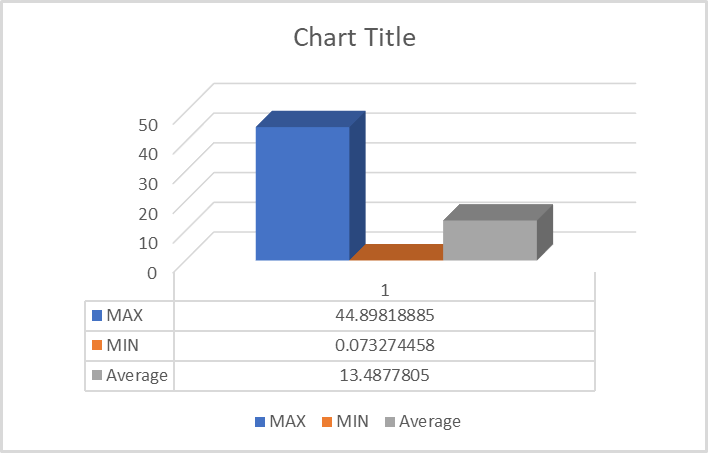 Chart Title
50
40
30
20
10
0
1
MAX 44.89818885
MIN 0.073274458
Average 13.4877805
MAX MIN Average